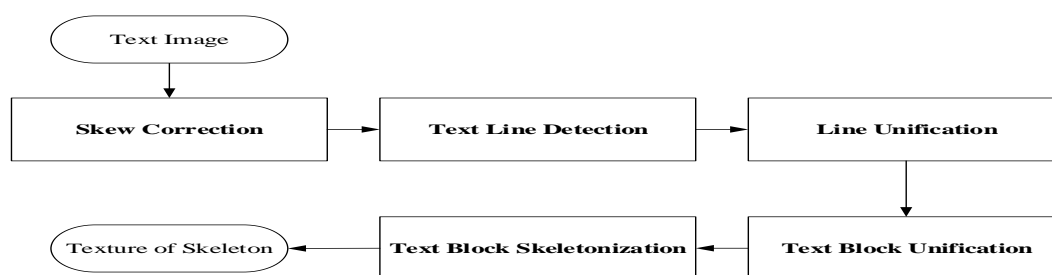 Text Image
Skew Correction
Text Line Detection
Line Unification
Text Block Unification
Text Block Skeletonization
Texture of Skeleton